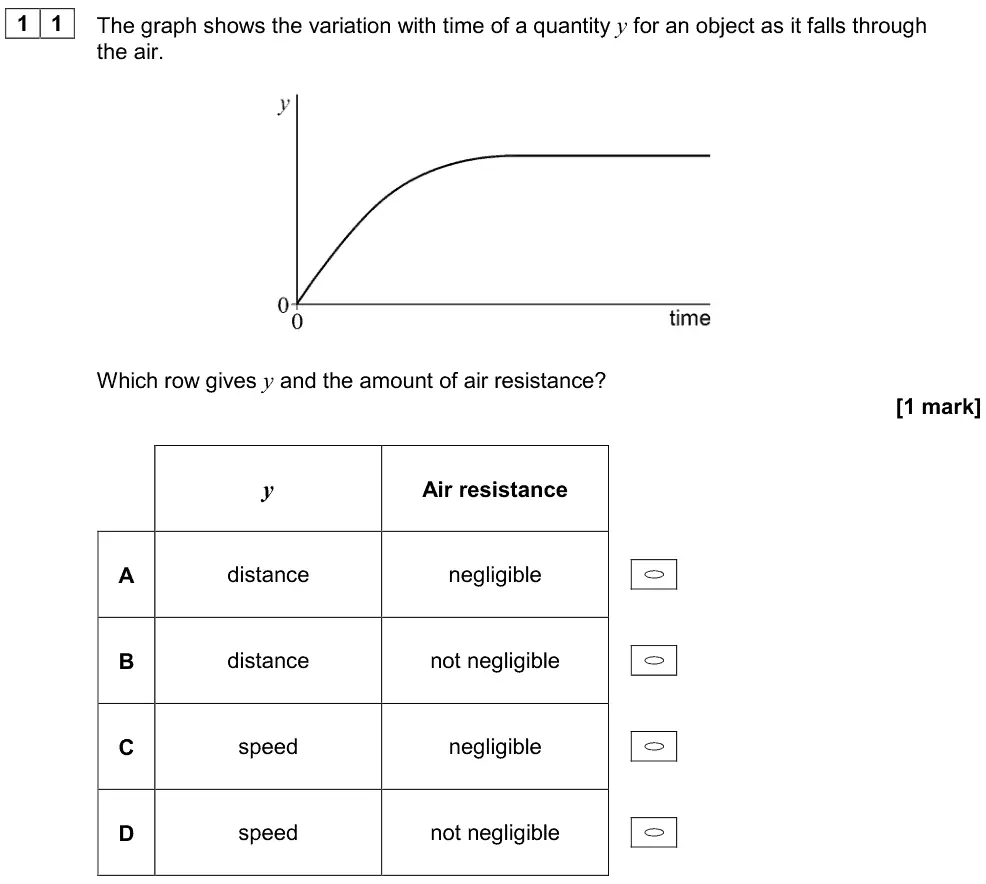 1 1 The graph shows the variation with time of a quantity y for an object as it falls through
the air.
y
0
0
time
Which row gives y and the amount of air resistance?
[1 mark]
y Air resistance
A distance negligible
B distance not negligible
C speed negligible
D speed not negligible